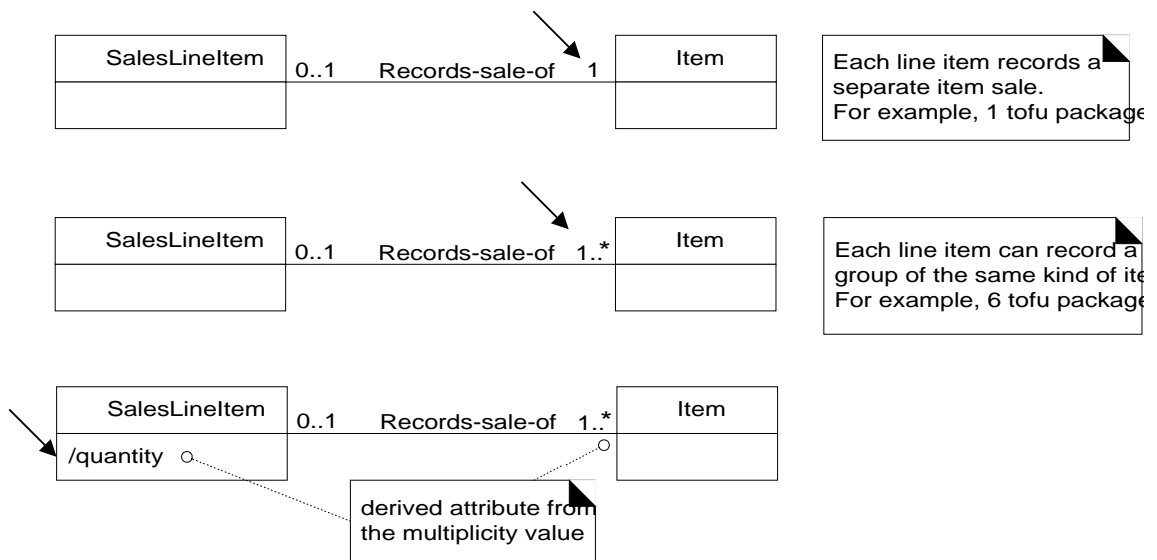 SalesLineItem
0..1 Records-sale-of 1
Item
Each line item records a
separate item sale.
For example, 1 tofu package
SalesLineItem
0..1 Records-sale-of 1..*
Item
Each line item can record a
group of the same kind of ite
For example, 6 tofu package
SalesLineItem
0..1 Records-sale-of 1..*
Item
/quantity
derived attribute from
the multiplicity value